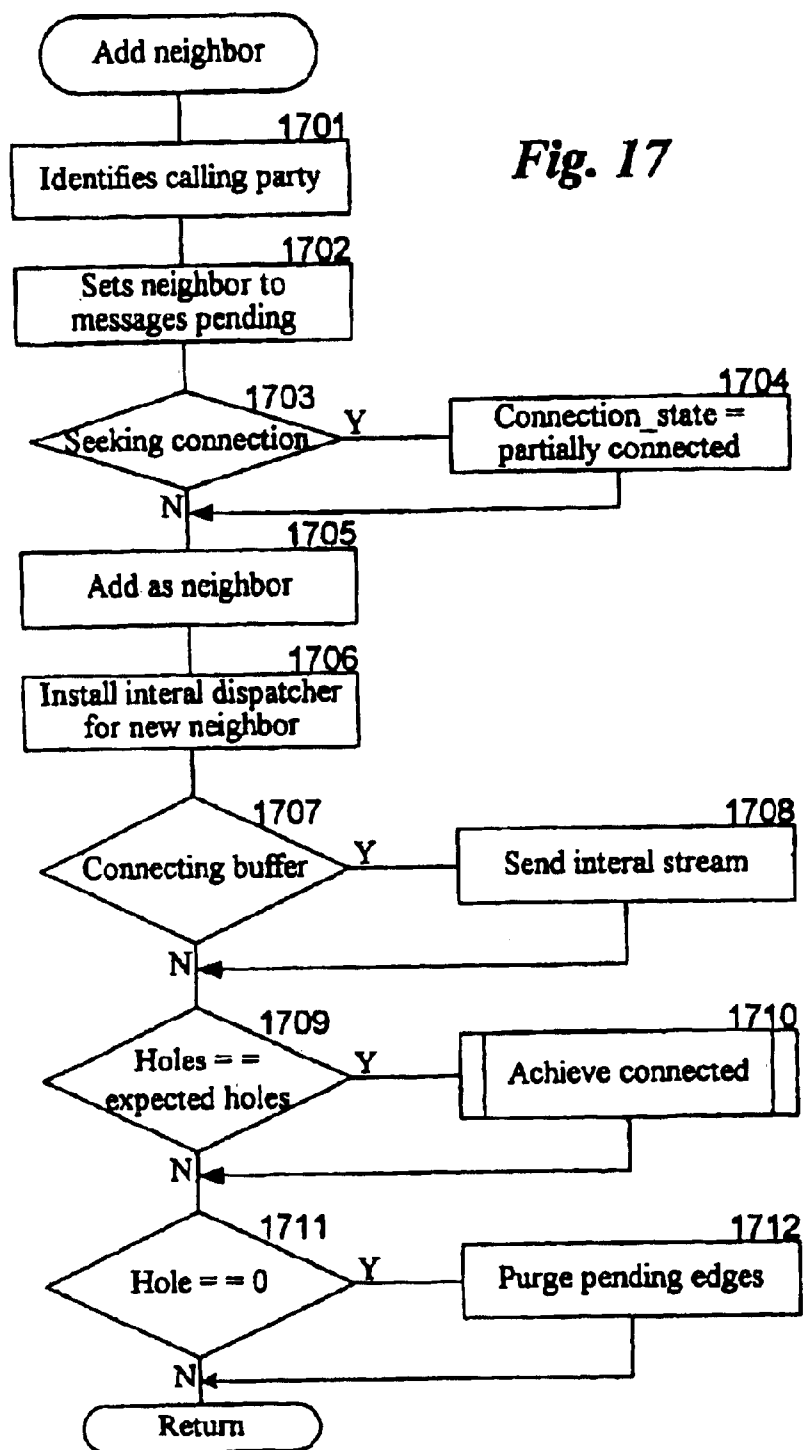 Add neighbor
Fig. 17
1701
Identifies calling party
1702
Sets neighbor to
messages pending
1703
Seeking connection
Y
N
1704
Connection_state =
partially connected
1705
Add as neighbor
1706
Install interal dispatcher
for new neighbor
1707
Connecting buffer
Y
N
1708
Send interal stream
1709
Holes = =
expected holes
Y
N
1710
Achieve connected
1711
Hole = = 0
Y
N
1712
Purge pending edges
Return